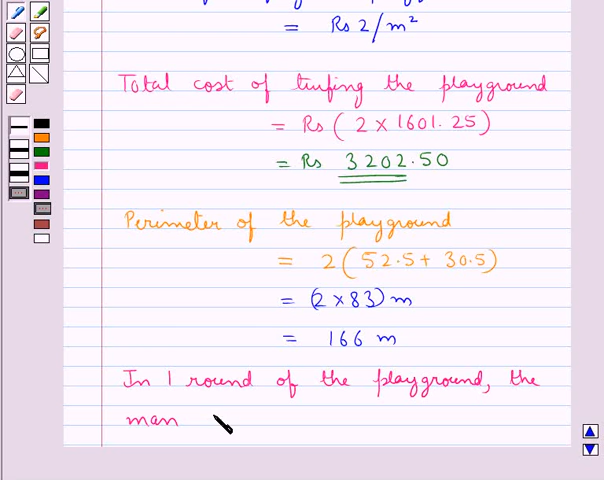 = Rs 2/m²
Total cost of turfing the playground
= Rs (2 × 1601.25)
= Rs 3202.50
Perimeter of the playground
= 2(52.5 + 30.5)
= (2 × 83) m
= 166 m
In 1 round of the playground, the
man